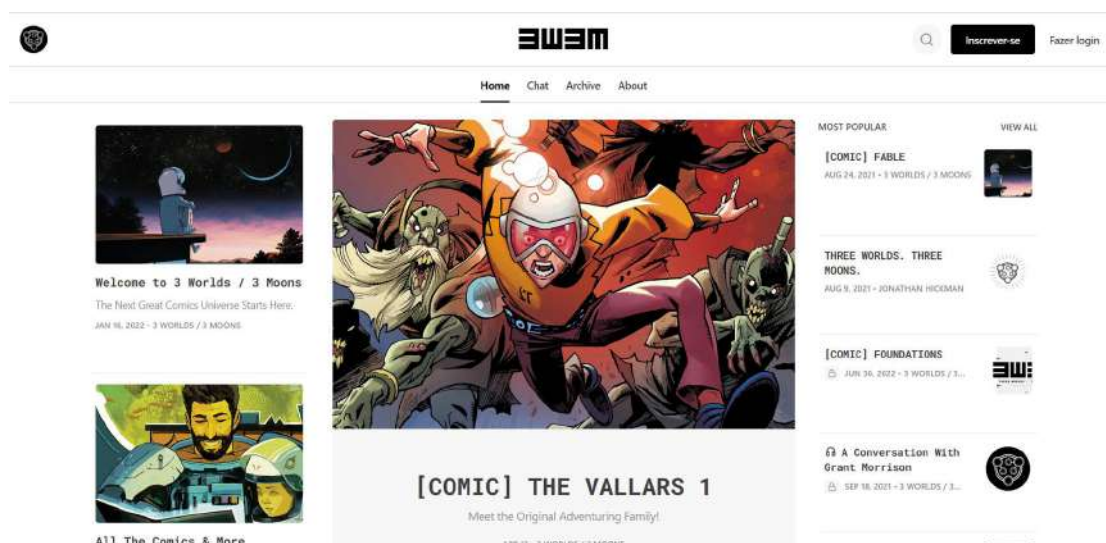 ƎWƎM
Inscrever-se
Fazer login
Home
Chat
Archive
About
Welcome to 3 Worlds / 3 Moons
The Next Great Comics Universe Starts Here.
JAN 16, 2022 • 3 WORLDS / 3 MOONS
All The Comics & More
[COMIC] THE VALLARS 1
Meet the Original Adventuring Family!
MOST POPULAR
VIEW ALL
[COMIC] FABLE
AUG 24, 2021 • 3 WORLDS / 3 MOONS
THREE WORLDS. THREE
MOONS.
AUG 9, 2021 • JONATHAN HICKMAN
[COMIC] FOUNDATIONS
JUN 30, 2022 • 3 WORLDS / 3...
A Conversation With
Grant Morrison
SEP 18, 2021 • 3 WORLDS / 3...